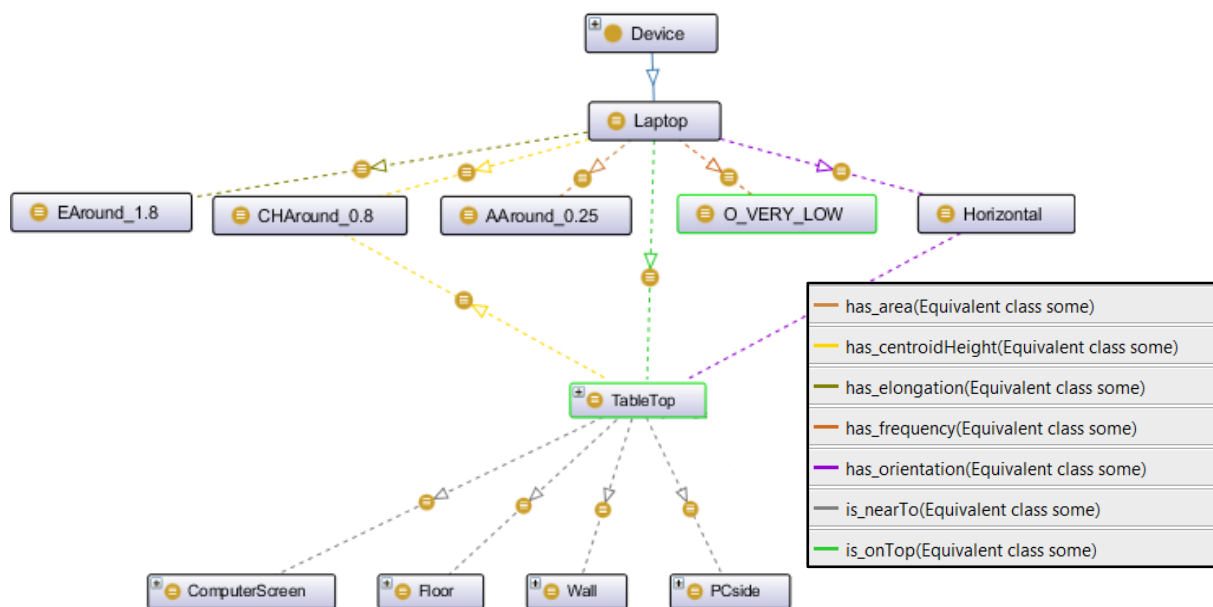 Device
Laptop
EAround_1.8
CHAround_0.8
AAround_0.25
O_VERY_LOW
Horizontal
has_area(Equivalent class some)
has_centroidHeight(Equivalent class some)
has_elongation(Equivalent class some)
TableTop
has_frequency(Equivalent class some)
has_orientation(Equivalent class some)
is_nearTo(Equivalent class some)
is_onTop(Equivalent class some)
ComputerScreen
Floor
Wall
PCside